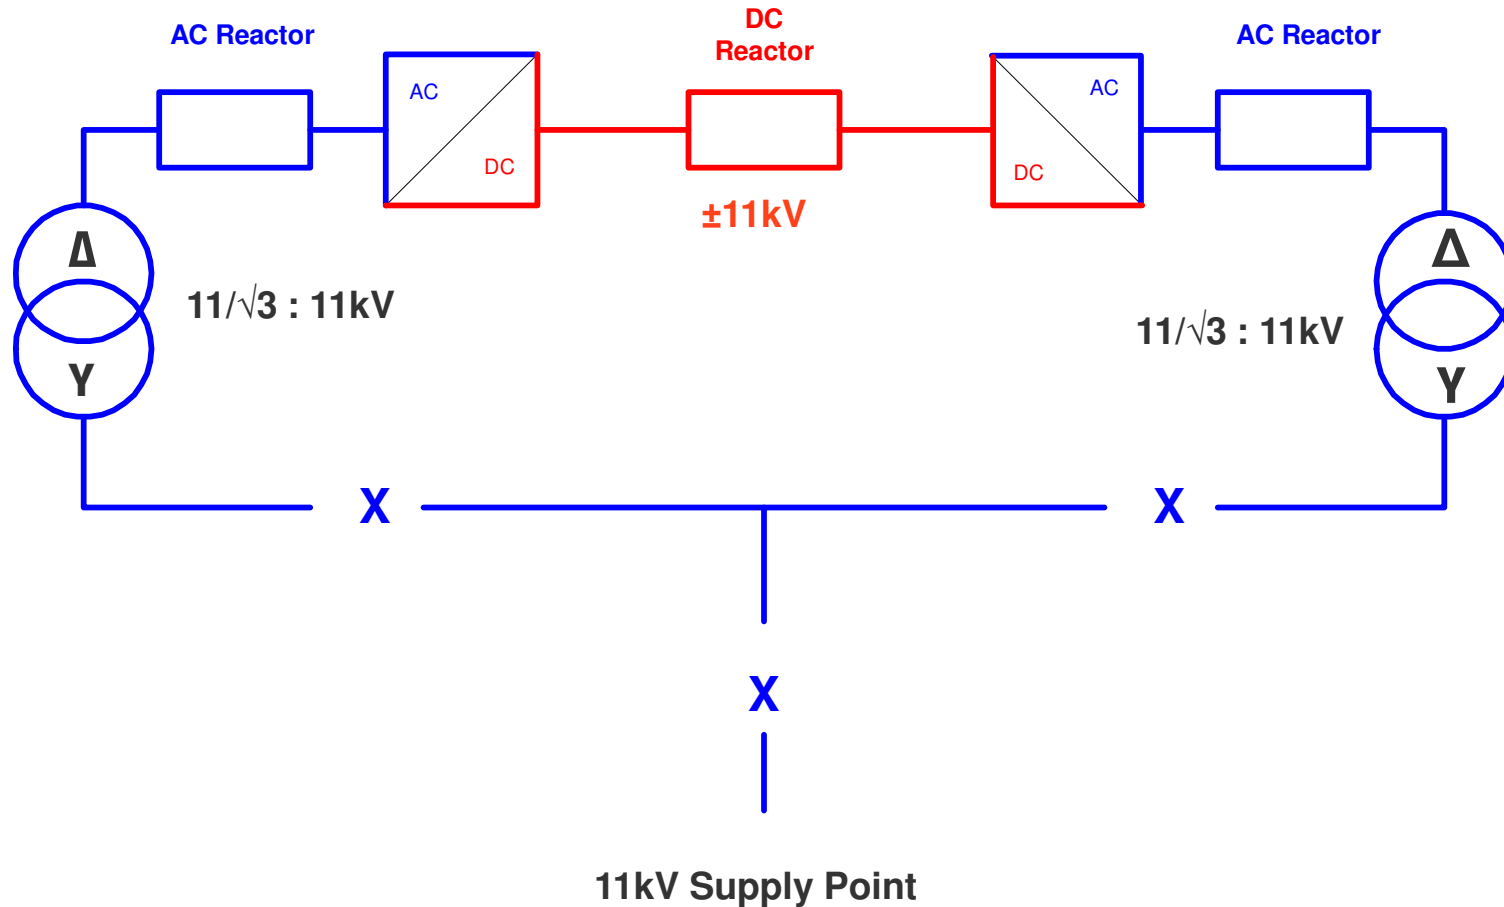 AC Reactor
DC
Reactor
AC Reactor
AC
DC
AC
DC
±11kV
Δ
Y
11/√3 : 11kV
Δ
Y
11/√3 : 11kV
X
X
X
11kV Supply Point